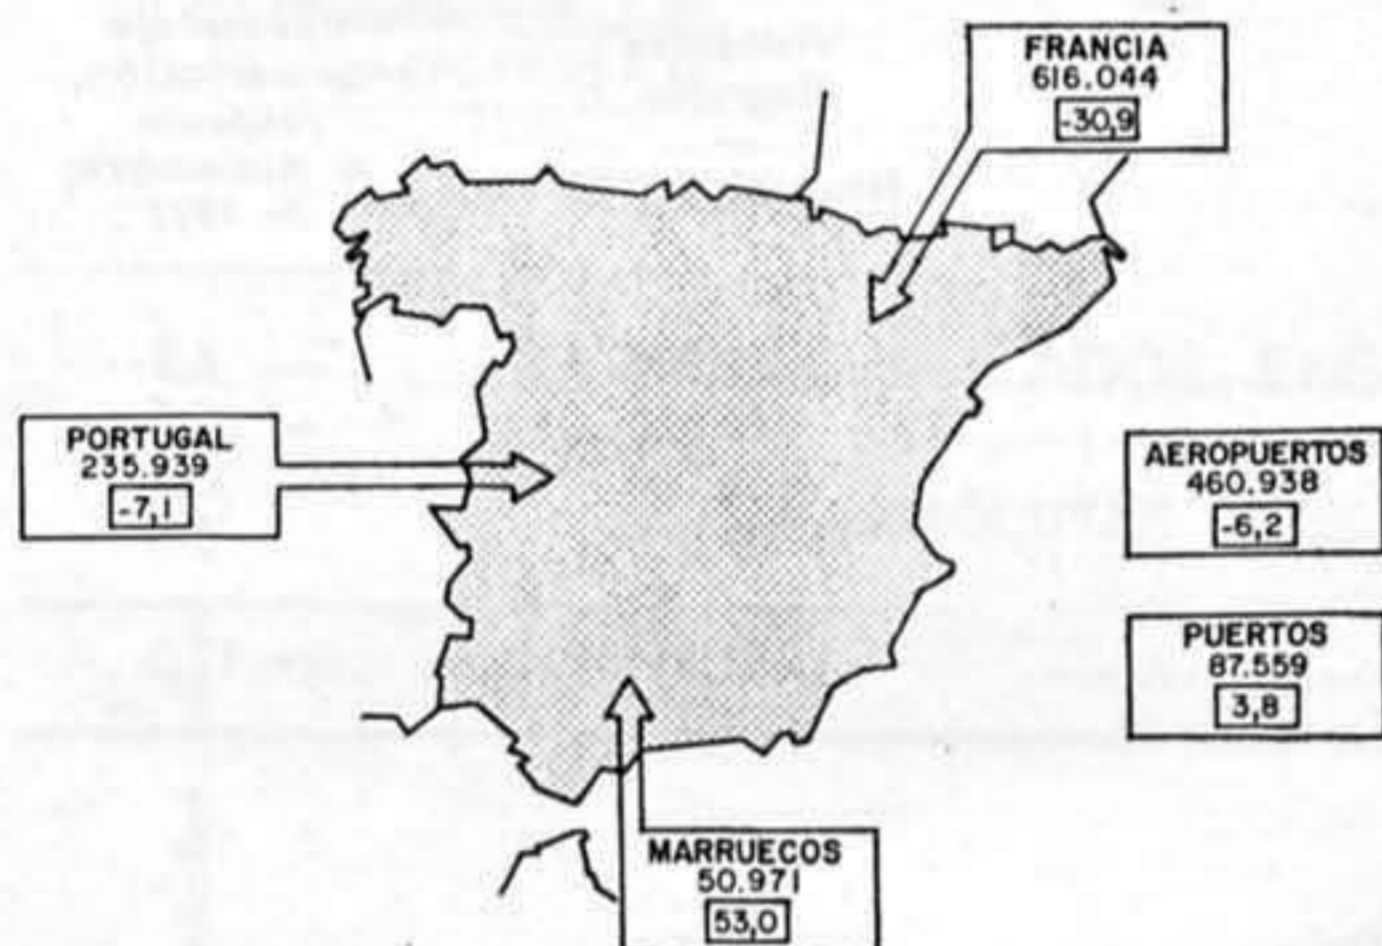 FRANCIA
616.044
-30,9
PORTUGAL
235.939
-7,1
AEROPUERTOS
460.938
-6,2
PUERTOS
87.559
3,8
MARRUECOS
50.971
53,0